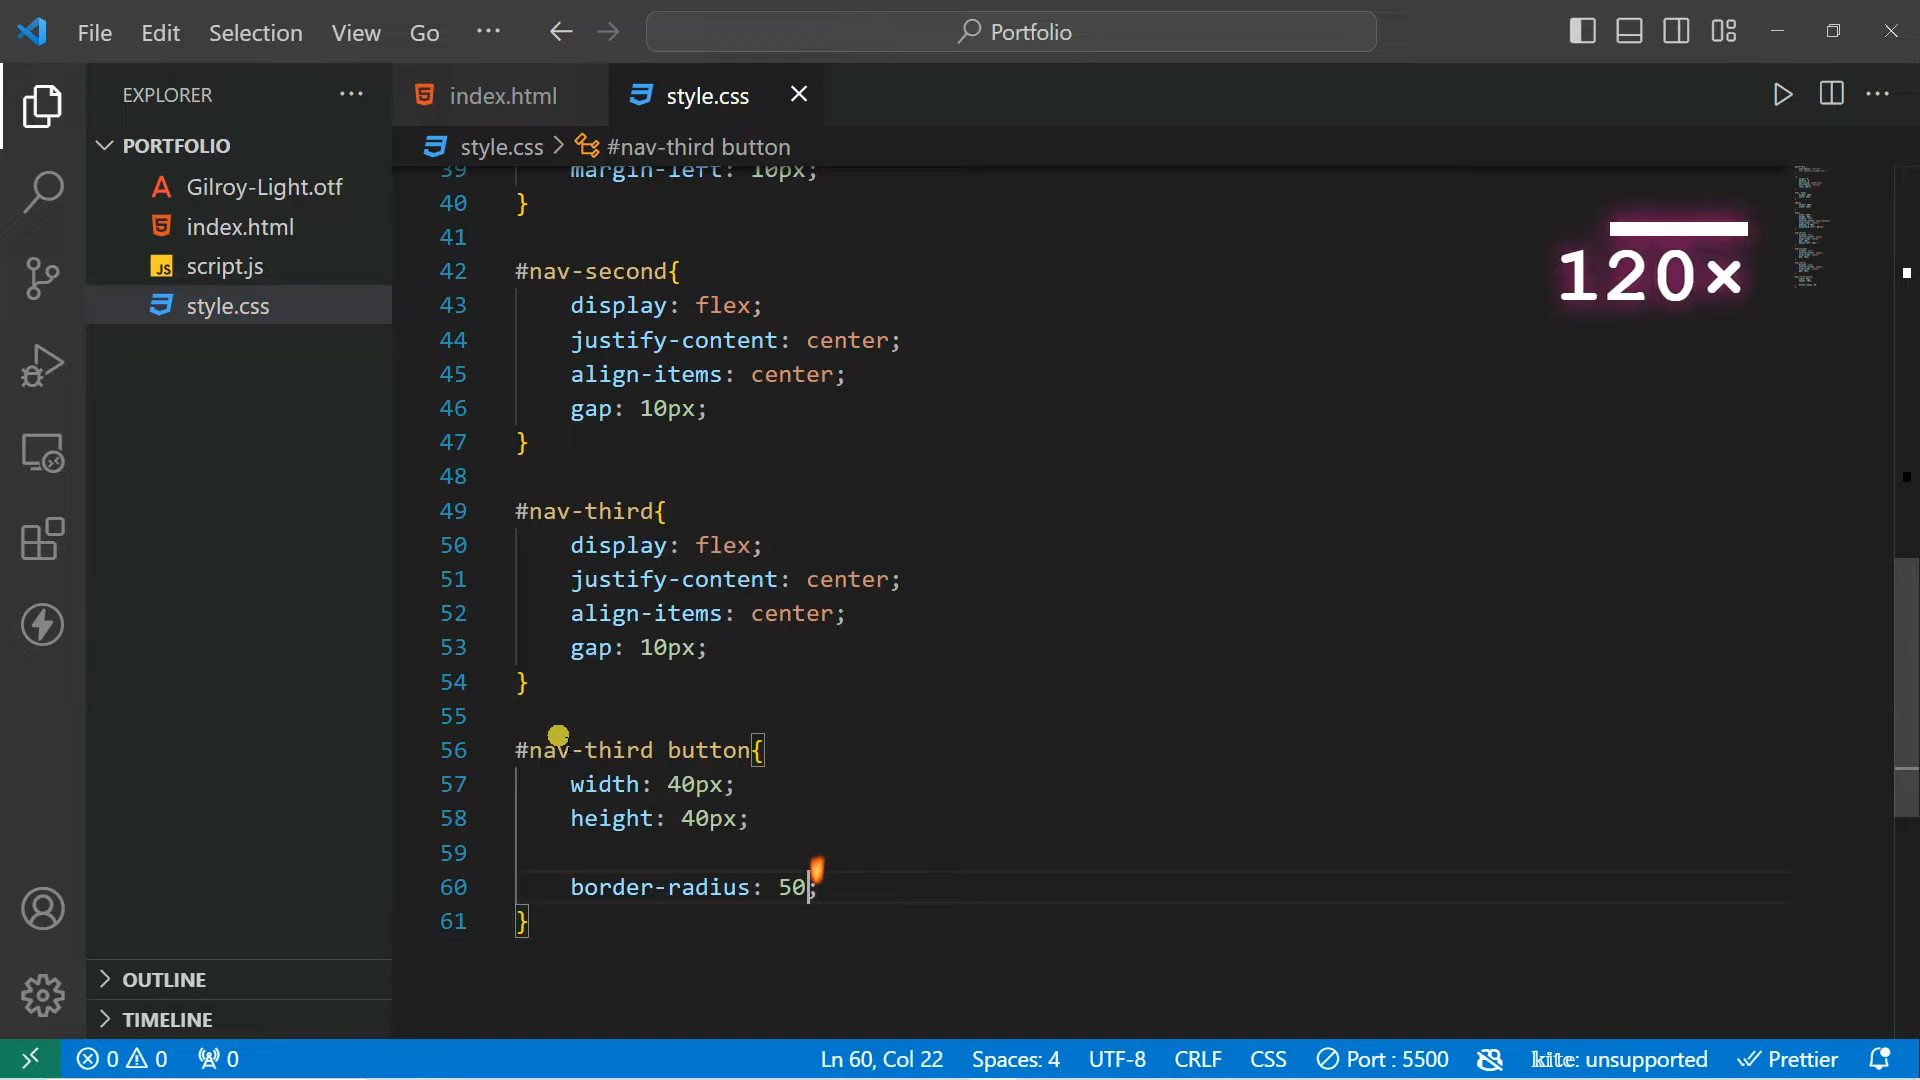 File Edit Selection View Go ··· Portfolio
EXPLORER ···
index.html
style.css
PORTFOLIO
style.css > #nav-third button
Gilroy-Light.otf
index.html
script.js
style.css
39 margin-left: 10px;
40 }
41
42 #nav-second{
43 display: flex;
44 justify-content: center;
45 align-items: center;
46 gap: 10px;
47 }
48
49 #nav-third{
50 display: flex;
51 justify-content: center;
52 align-items: center;
53 gap: 10px;
54 }
55
56 #nav-third button{
57 width: 40px;
58 height: 40px;
59
60 border-radius: 50;
61 }
120×
OUTLINE
TIMELINE
0 0 0 Ln 60, Col 22 Spaces: 4 UTF-8 CRLF CSS Port : 5500 kite: unsupported Prettier